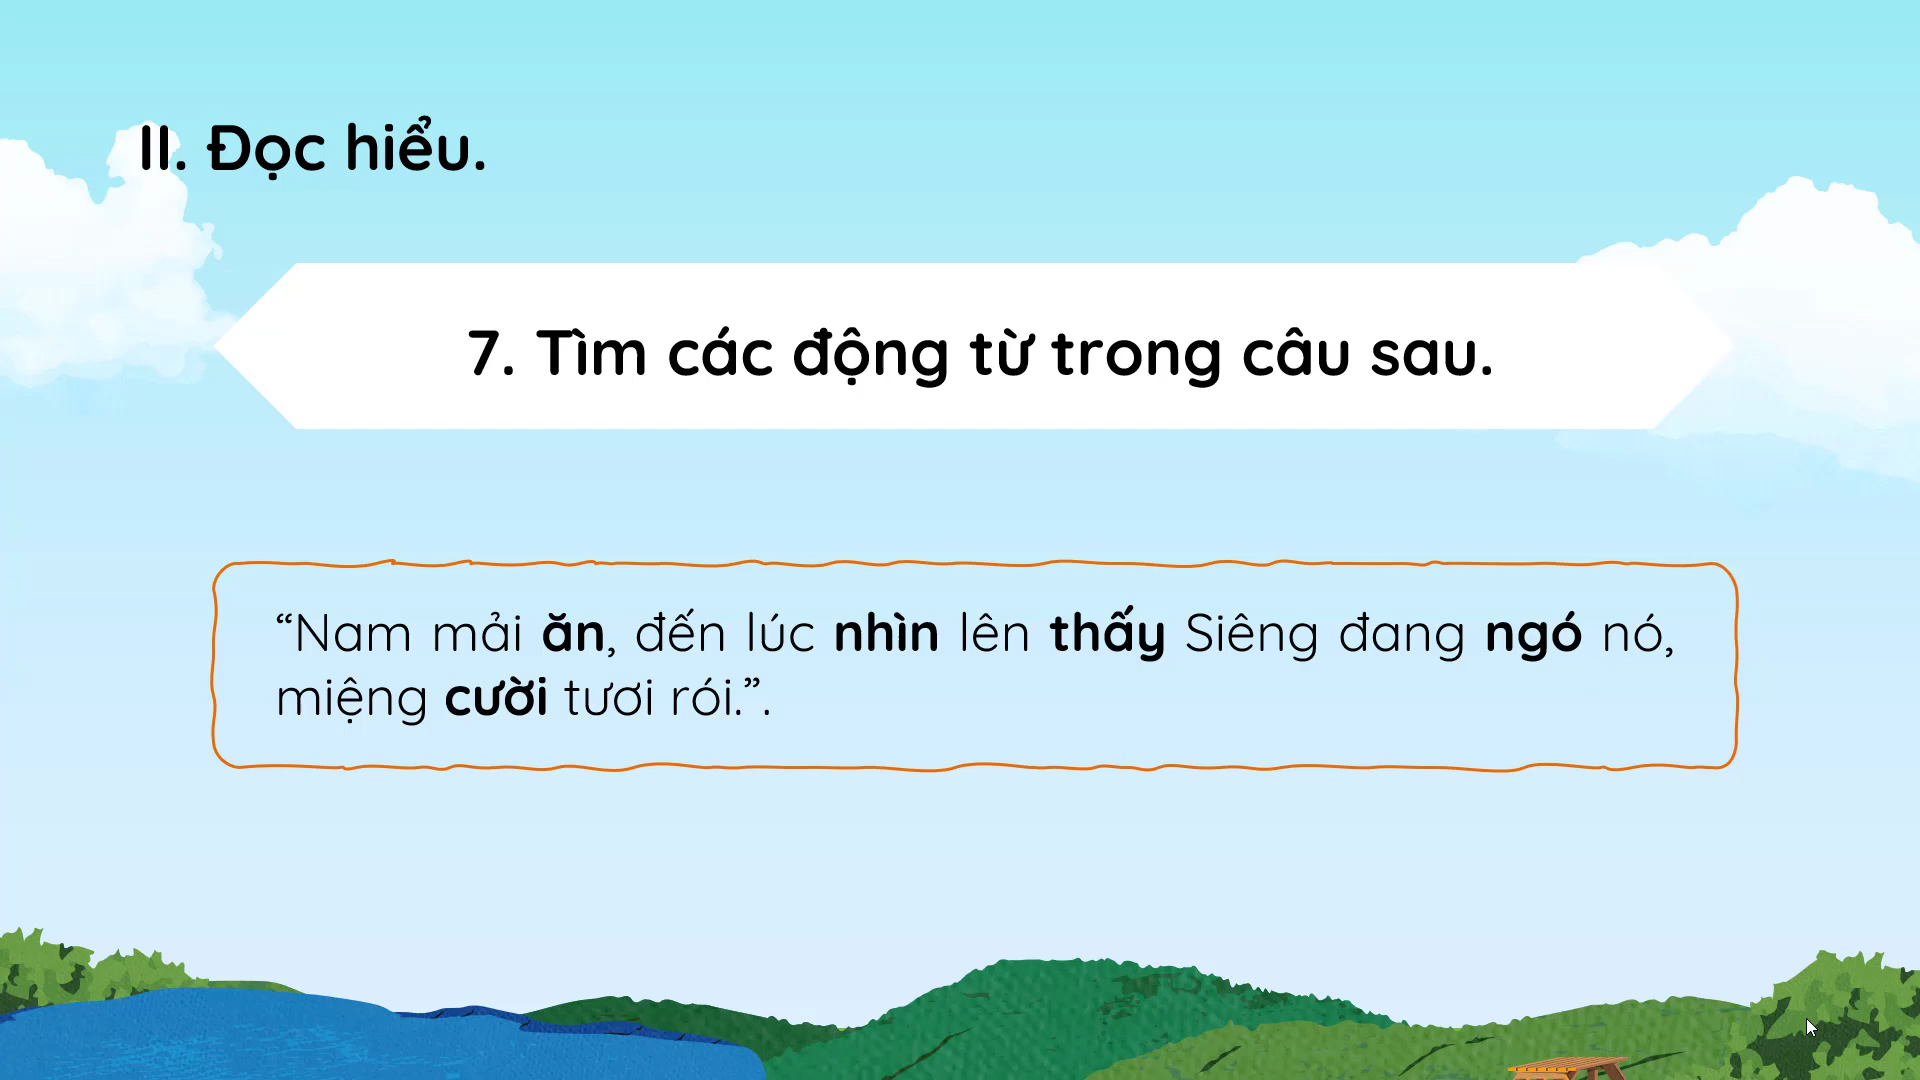 II. Đọc hiểu.
7. Tìm các động từ trong câu sau.
“Nam mải ăn, đến lúc nhìn lên thấy Siêng đang ngó nó,
miệng cười tươi rói.”.